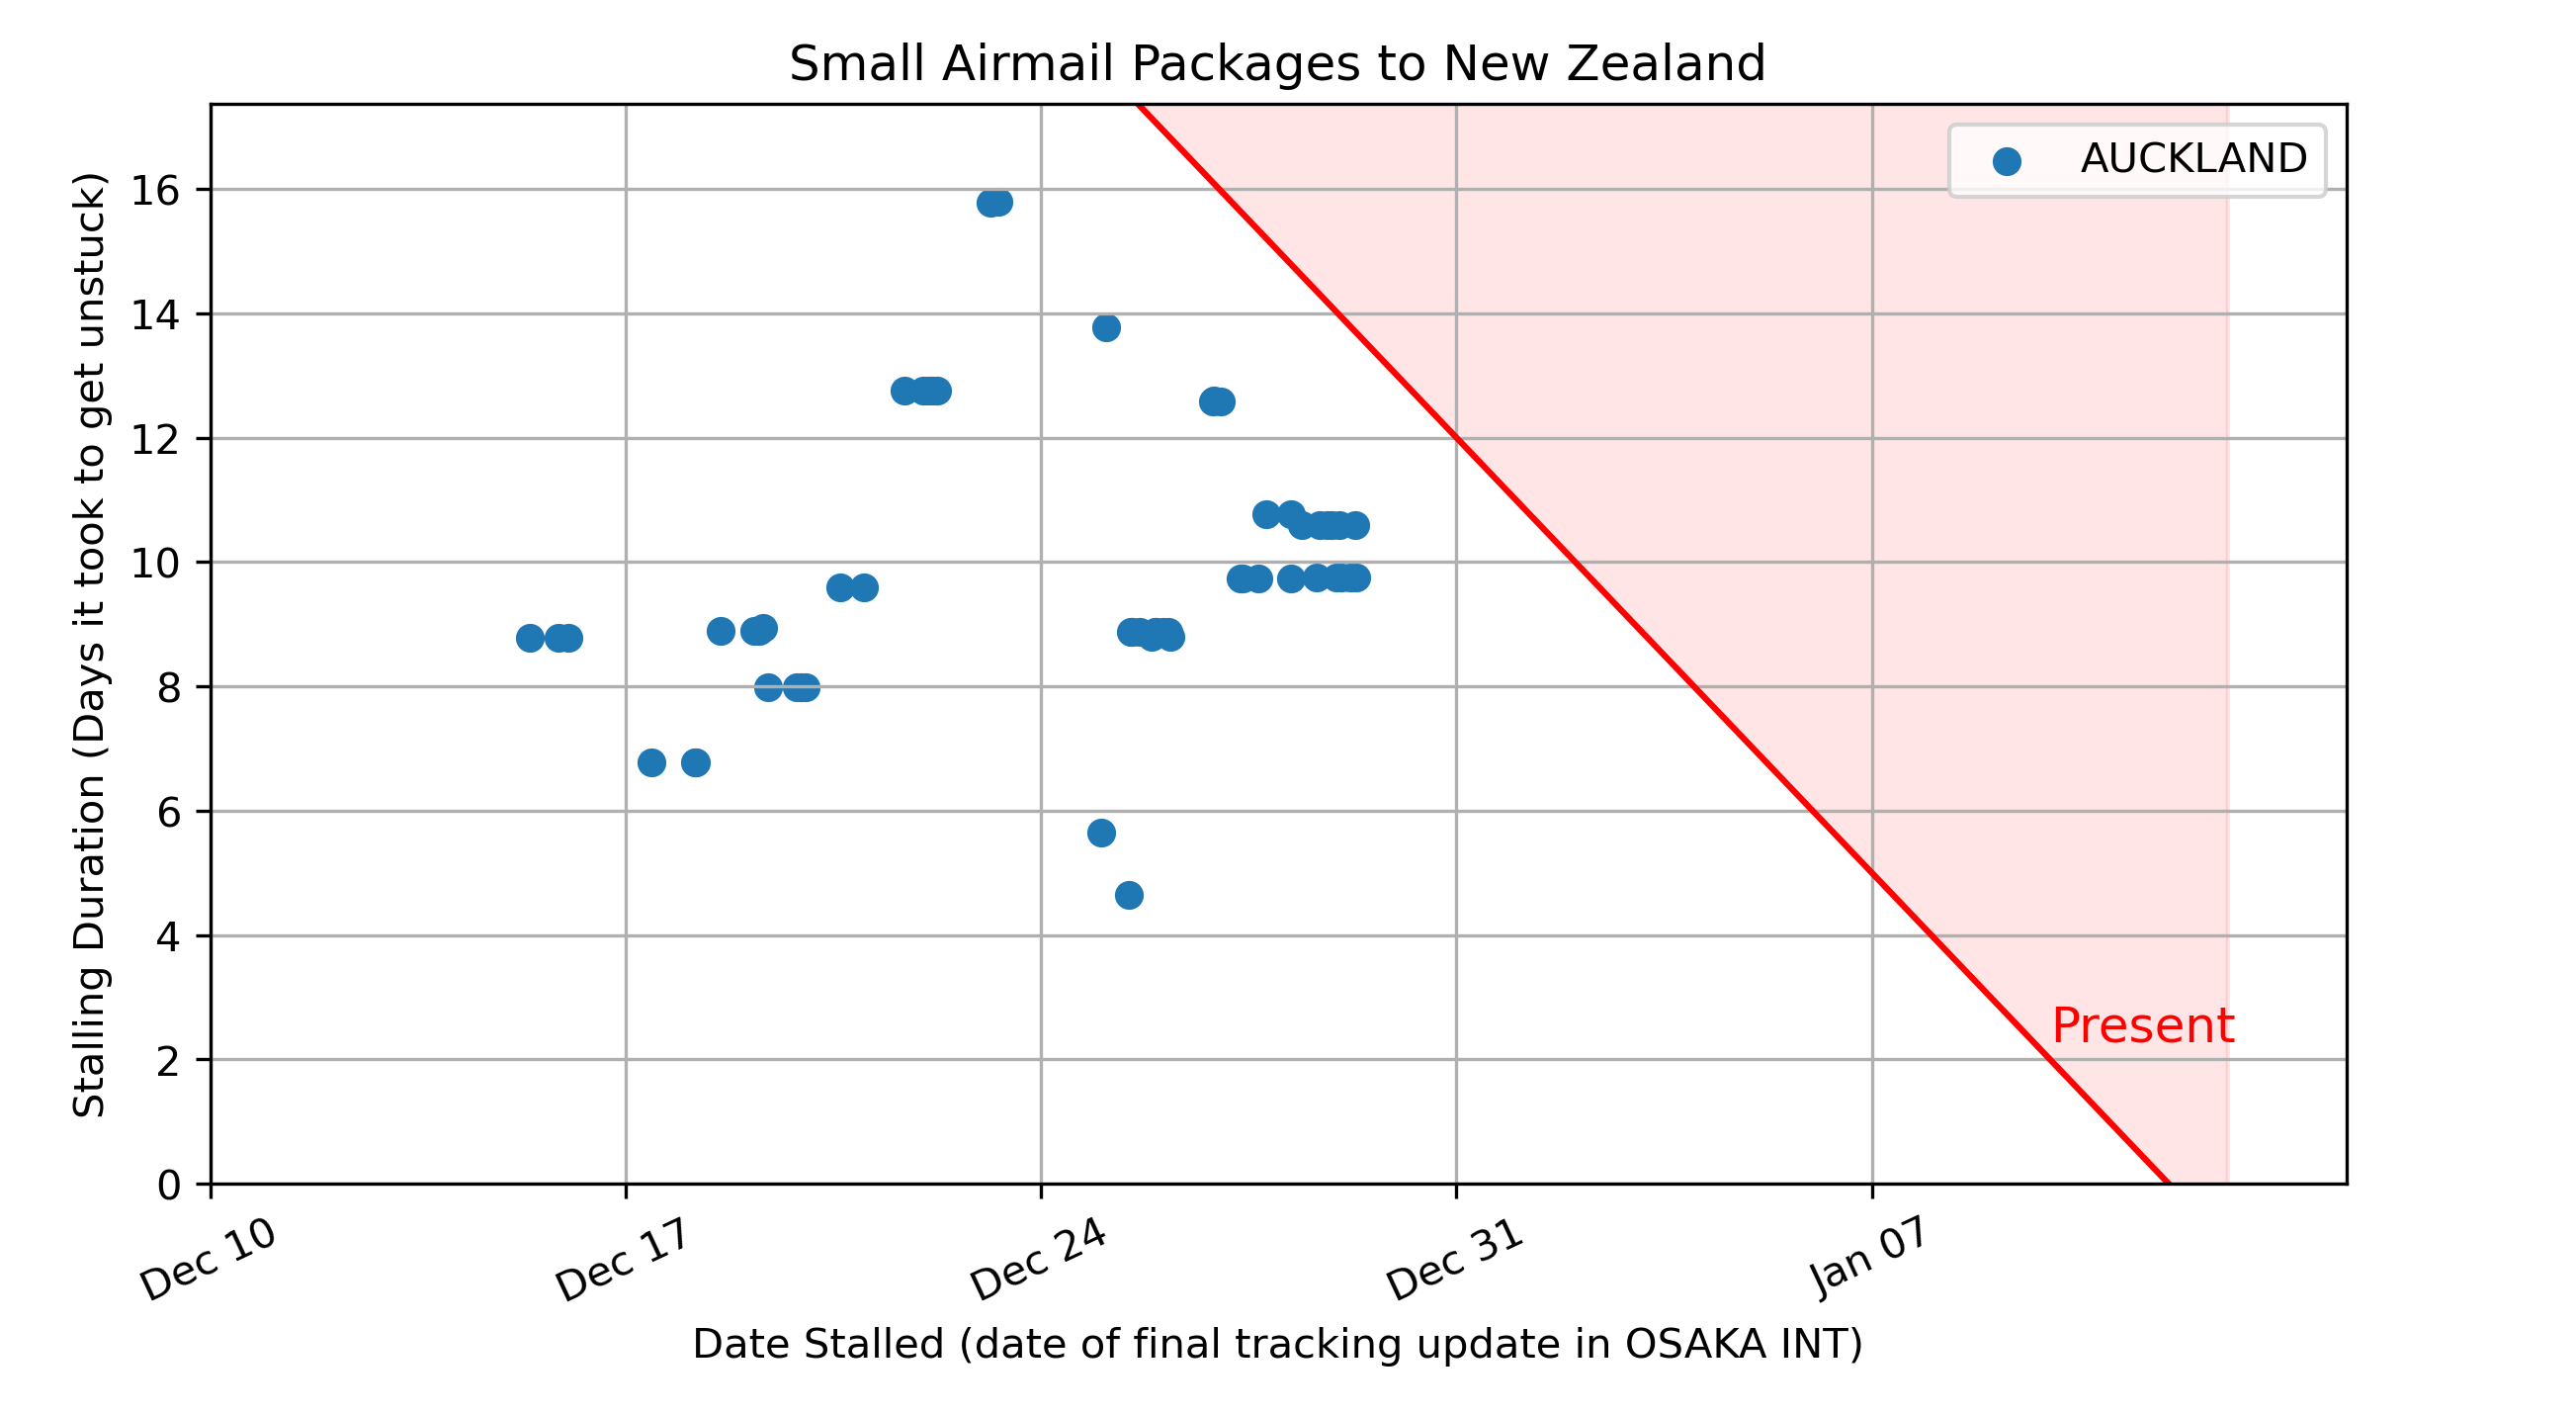 Small Airmail Packages to New Zealand
AUCKLAND
Stalling Duration (Days it took to get unstuck)
16
14
12
10
8
6
4
2
0
Present
Dec 10
Dec 17
Dec 24
Dec 31
Jan 07
Date Stalled (date of final tracking update in OSAKA INT)